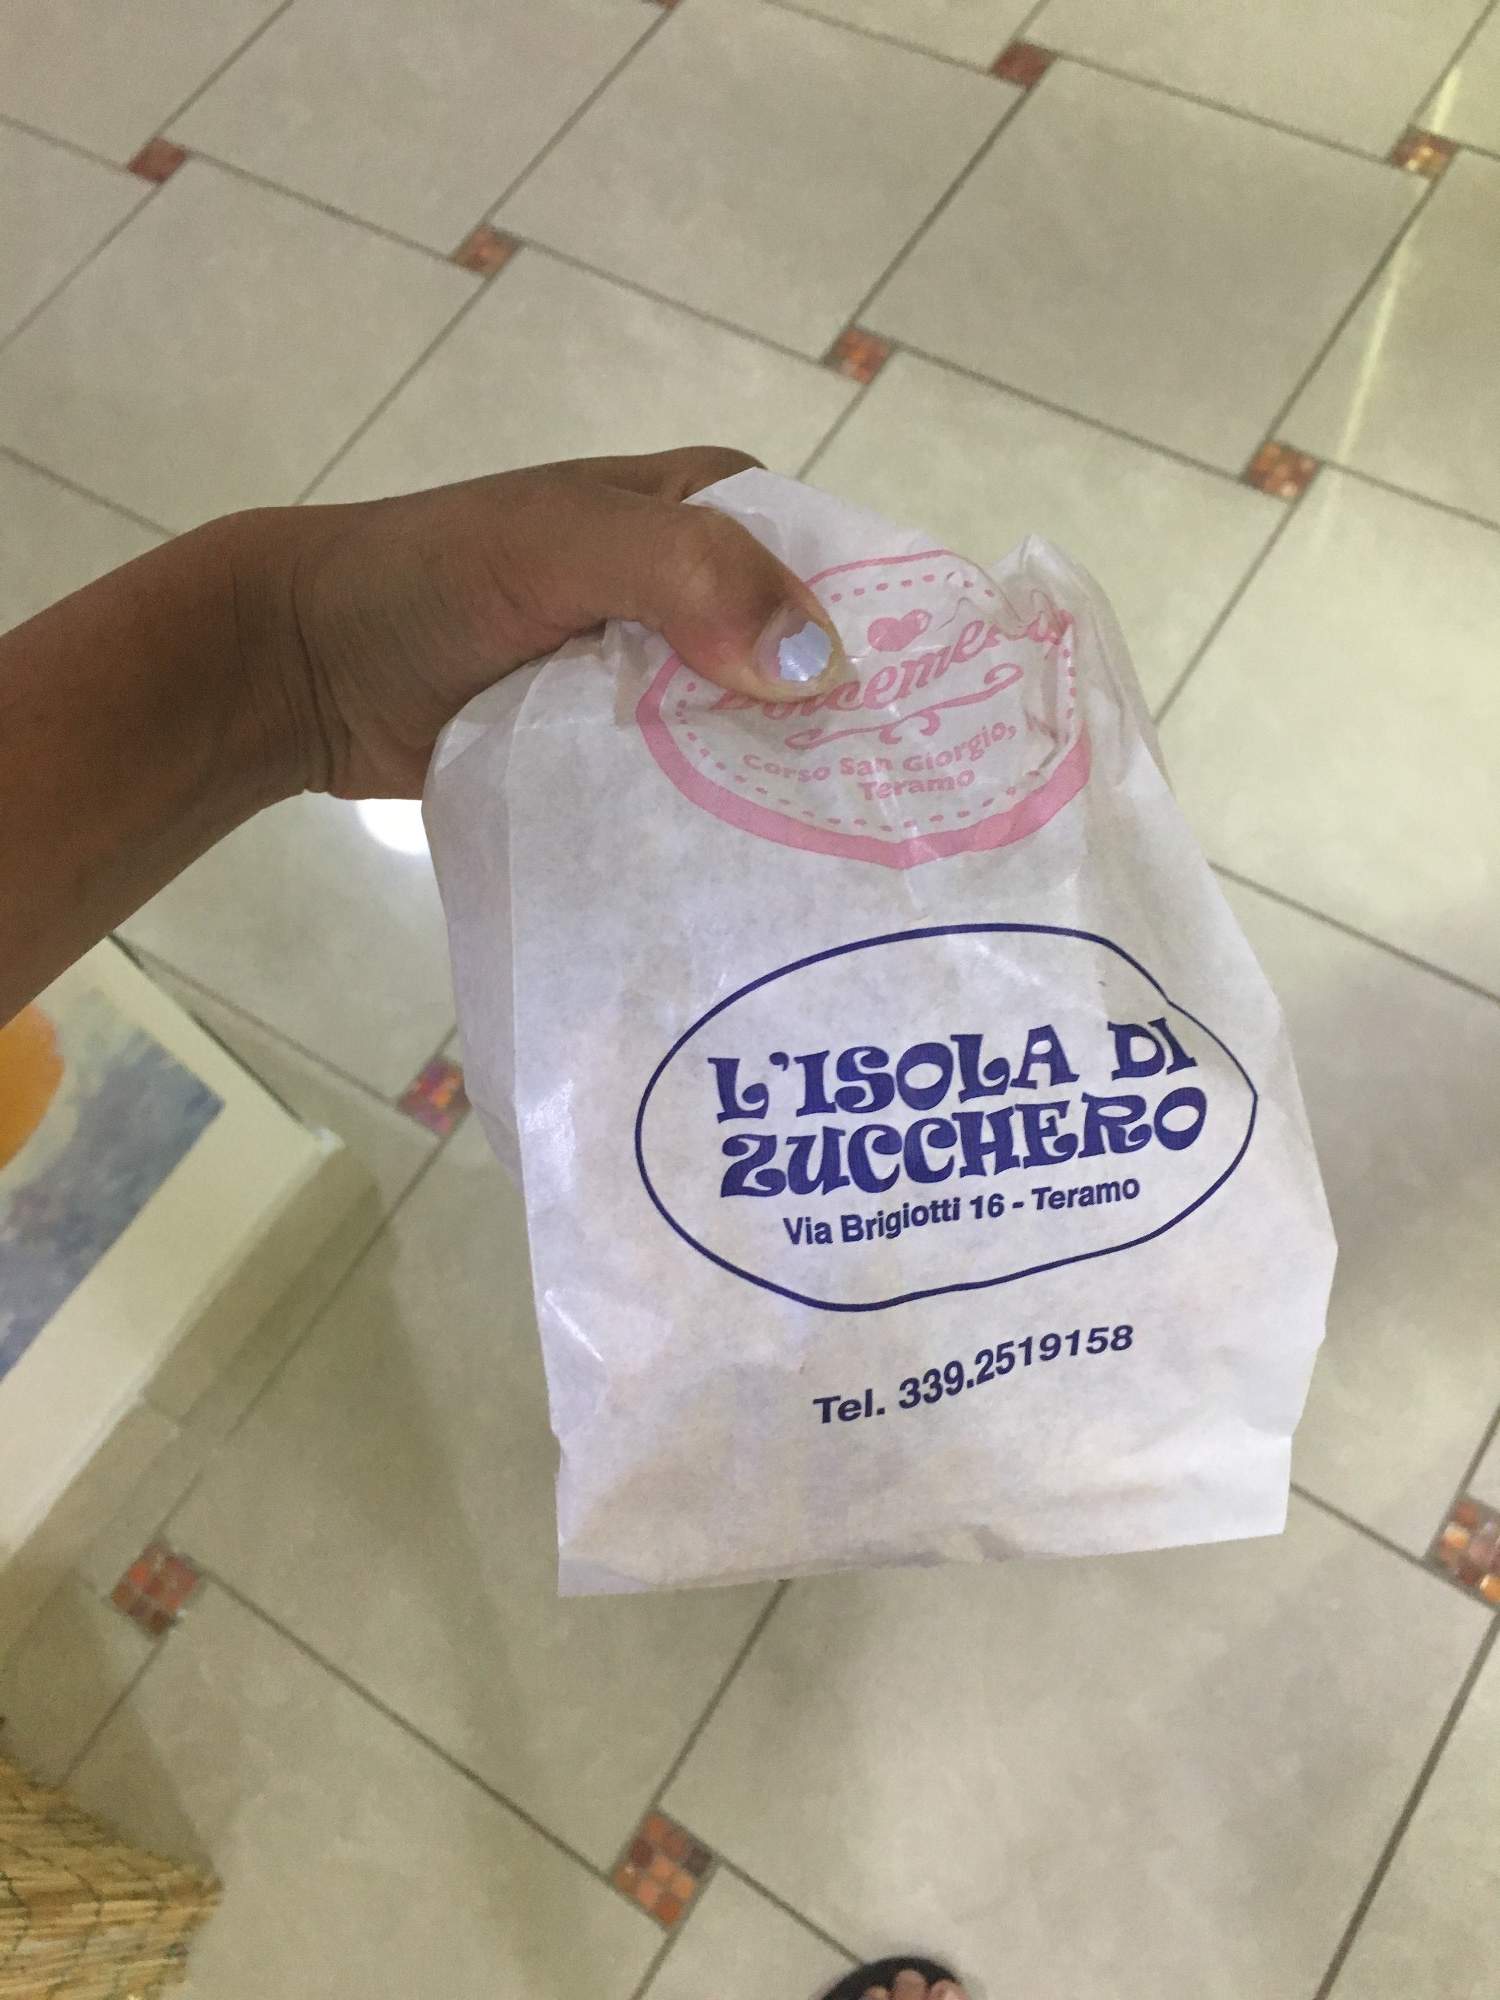 Corso San Giorgio,
Teramo
L'ISOLA DI
ZUCCHERO
Via Brigiotti 16 - Teramo
Tel. 339.2519158